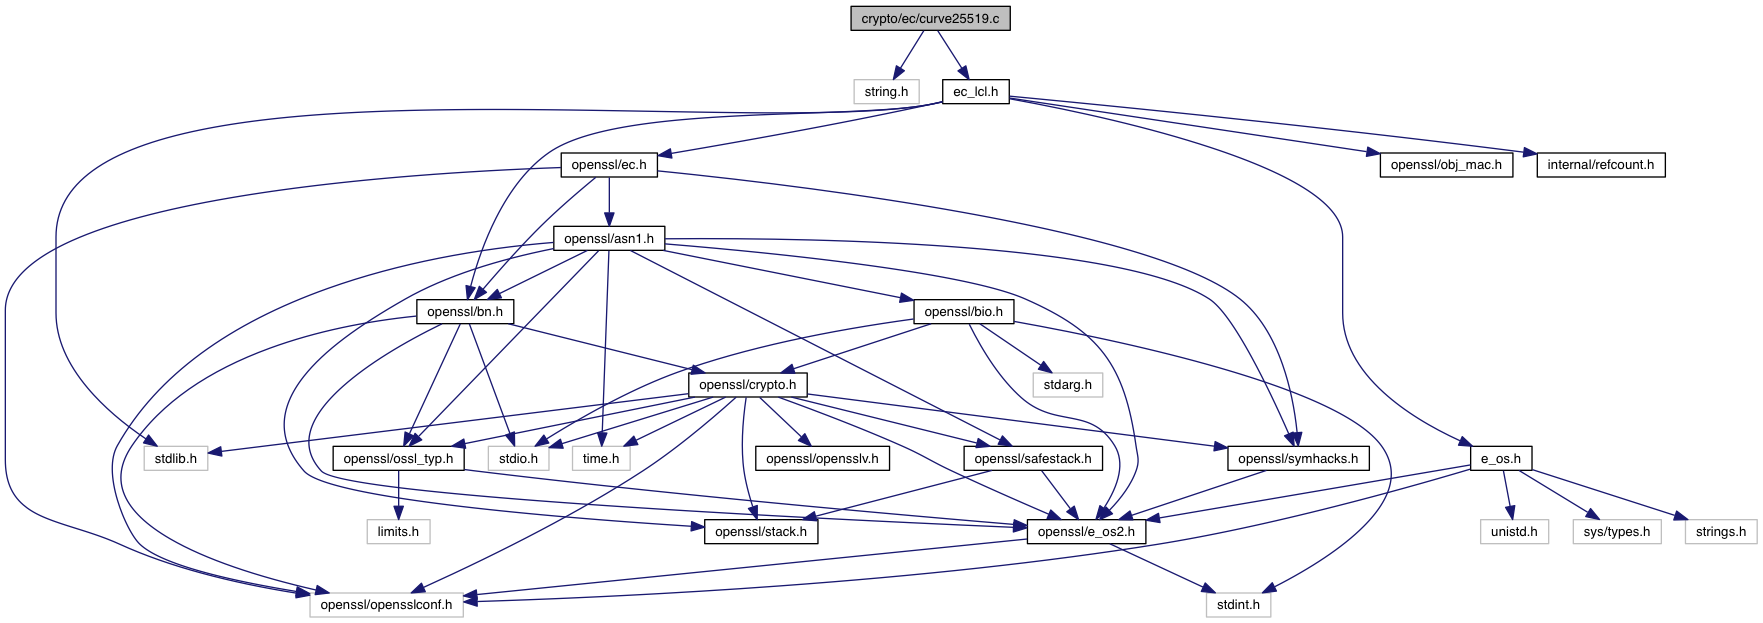 crypto/ec/curve25519.c
string.h
ec_lcl.h
openssl/ec.h
openssl/obj_mac.h
internal/refcount.h
openssl/asn1.h
openssl/bn.h
openssl/bio.h
openssl/crypto.h
stdarg.h
stdlib.h
openssl/ossl_typ.h
stdio.h
time.h
openssl/opensslv.h
openssl/safestack.h
openssl/symhacks.h
e_os.h
limits.h
openssl/stack.h
openssl/e_os2.h
unistd.h
sys/types.h
strings.h
openssl/opensslconf.h
stdint.h